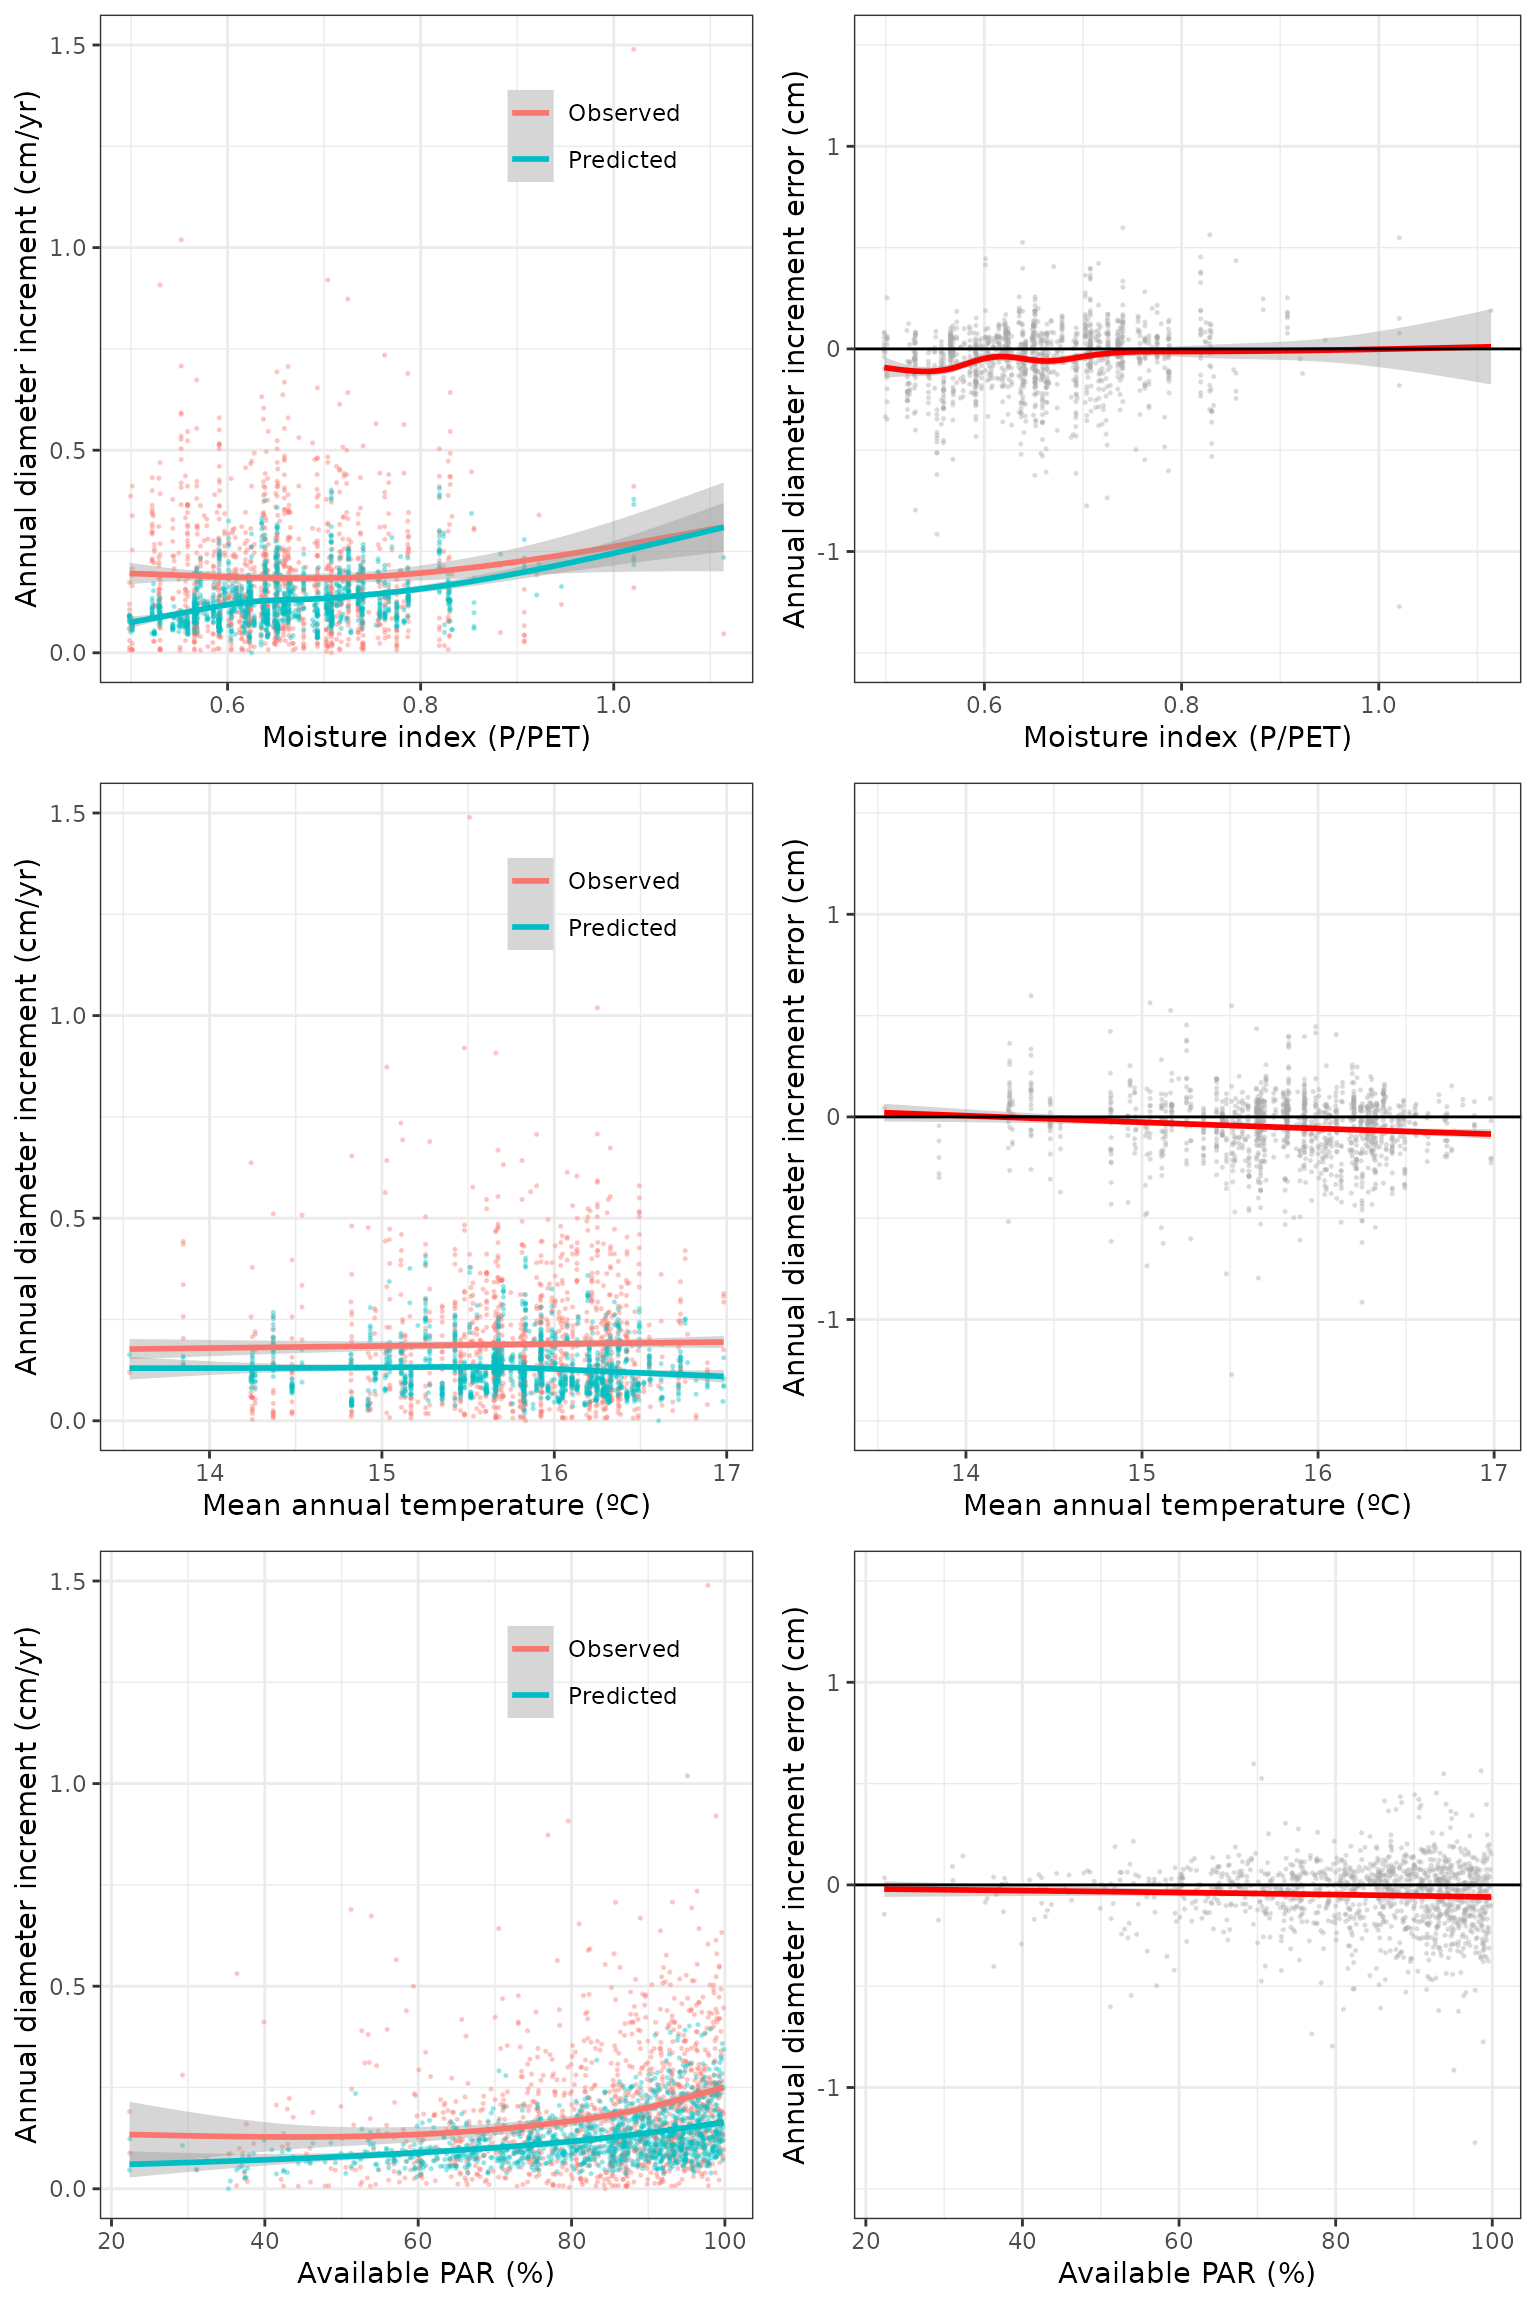 Annual diameter increment (cm/yr)
1.5
1.0
0.5
0.0
Observed
Predicted
0.6
0.8
1.0
Moisture index (P/PET)
Annual diameter increment error (cm)
1
0
-1
0.6
0.8
1.0
Moisture index (P/PET)
Annual diameter increment (cm/yr)
1.5
1.0
0.5
0.0
Observed
Predicted
14
15
16
17
Mean annual temperature (ºC)
Annual diameter increment error (cm)
1
0
-1
14
15
16
17
Mean annual temperature (ºC)
Annual diameter increment (cm/yr)
1.5
1.0
0.5
0.0
Observed
Predicted
20
40
60
80
100
Available PAR (%)
Annual diameter increment error (cm)
1
0
-1
20
40
60
80
100
Available PAR (%)